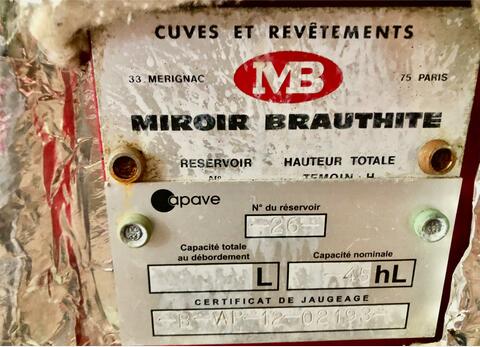 CUVES ET REVÊTEMENTS
33 MERIGNAC MB 75 PARIS
MIROIR BRAUTHITE
RESERVOIR HAUTEUR TOTALE
TEMOIN : H
apave N° du réservoir
26
Capacité totale au débordement
Capacité nominale
L
hL
CERTIFICAT DE JAUGEAGE